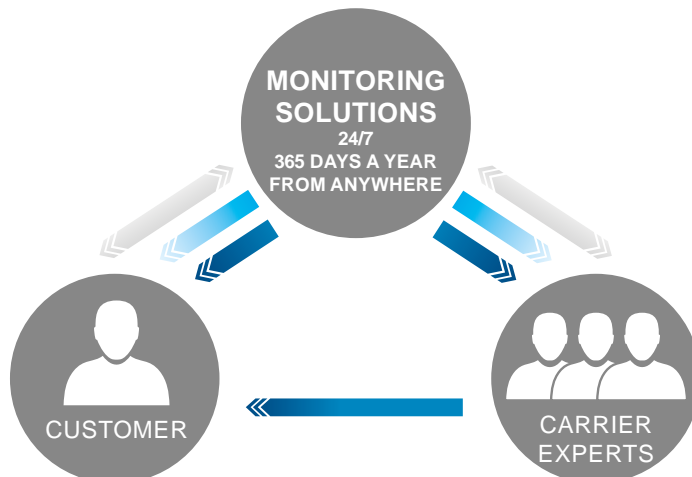 MONITORING
SOLUTIONS
24/7
365 DAYS A YEAR
FROM ANYWHERE
CUSTOMER
CARRIER
EXPERTS